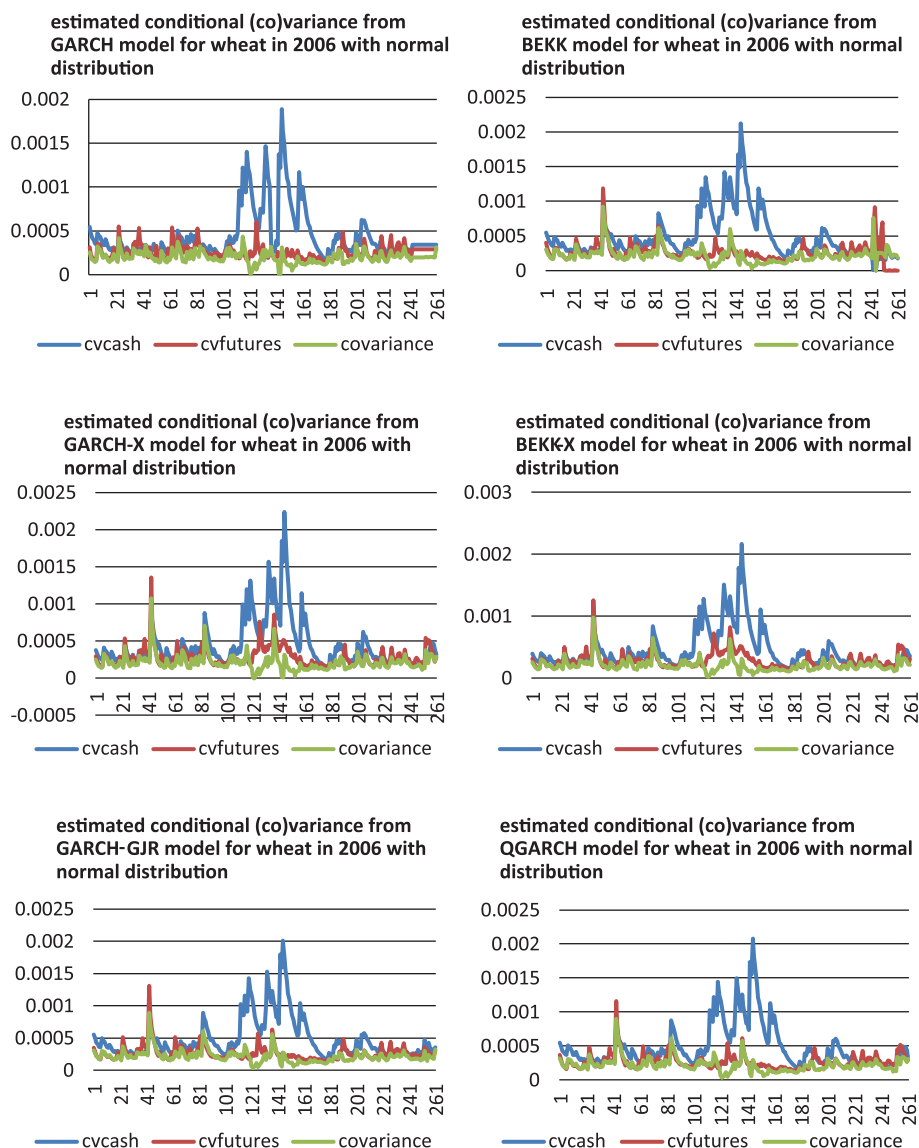 estimated conditional (co)variance from
GARCH model for wheat in 2006 with normal
distribution
0.002
0.0015
0.001
0.0005
0
1 21 41 61 81 101 121 141 161 181 201 221 241 261
cvcash cvfutures covariance
estimated conditional (co)variance from
BEKK model for wheat in 2006 with normal
distribution
0.0025
0.002
0.0015
0.001
0.0005
0
1 21 41 61 81 101 121 141 161 181 201 221 241 261
cvcash cvfutures covariance
estimated conditional (co)variance from
GARCH-X model for wheat in 2006 with
normal distribution
0.0025
0.002
0.0015
0.001
0.0005
0
-0.0005
1 21 41 61 81 101 121 141 161 181 201 221 241 261
cvcash cvfutures covariance
estimated conditional (co)variance from
BEKK-X model for wheat in 2006 with normal
distribution
0.003
0.002
0.001
0
1 21 41 61 81 101 121 141 161 181 201 221 241 261
cvcash cvfutures covariance
estimated conditional (co)variance from
GARCH-GJR model for wheat in 2006 with
normal distribution
0.0025
0.002
0.0015
0.001
0.0005
0
1 21 41 61 81 101 121 141 161 181 201 221 241 261
cvcash cvfutures covariance
estimated conditional (co)variance from
QGARCH model for wheat in 2006 with normal
distribution
0.0025
0.002
0.0015
0.001
0.0005
0
1 21 41 61 81 101 121 141 161 181 201 221 241 261
cvcash cvfutures covariance